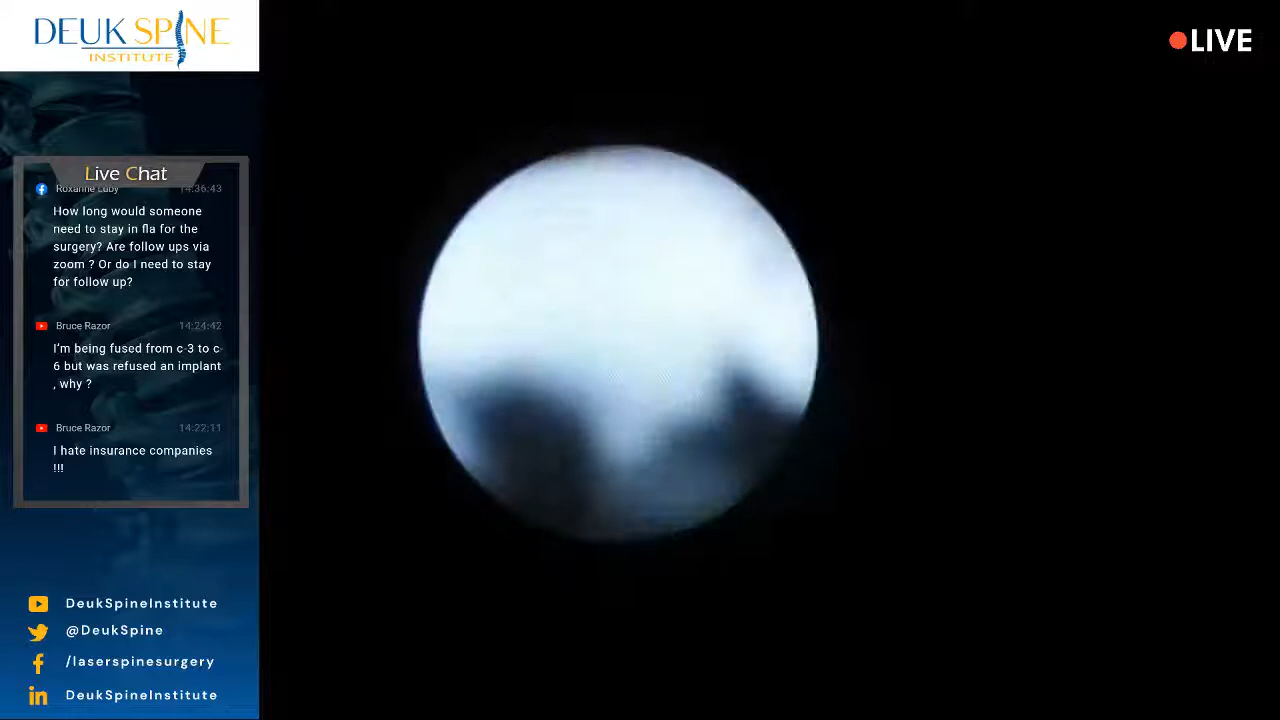 DEUK SPINE
INSTITUTE
LIVE
Live Chat
Roxanne Luby 14:36:43
How long would someone
need to stay in fla for the
surgery? Are follow ups via
zoom ? Or do I need to stay
for follow up?
Bruce Razor 14:24:42
I'm being fused from c-3 to c-
6 but was refused an implant
, why ?
Bruce Razor 14:22:11
I hate insurance companies
!!!
DeukSpineInstitute
@DeukSpine
/laserspinesurgery
DeukSpineInstitute